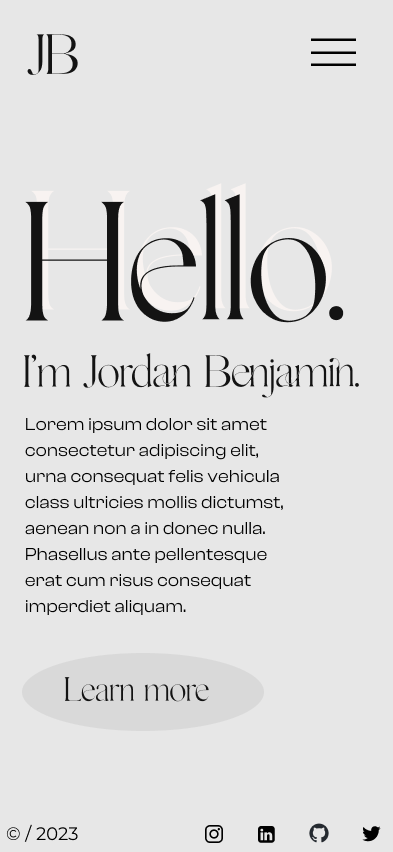 JB
Hello.
I'm Jordan Benjamin.
Lorem ipsum dolor sit amet
consectetur adipiscing elit,
urna consequat felis vehicula
class ultricies mollis dictumst,
aenean non a in donec nulla.
Phasellus ante pellentesque
erat cum risus consequat
imperdiet aliquam.
Learn more
© / 2023